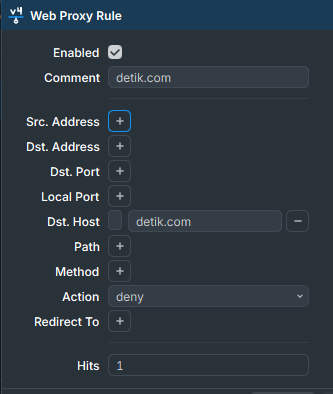 v4 Web Proxy Rule
Enabled
Comment detik.com
Src. Address +
Dst. Address +
Dst. Port +
Local Port +
Dst. Host detik.com −
Path +
Method +
Action deny
Redirect To +
Hits 1